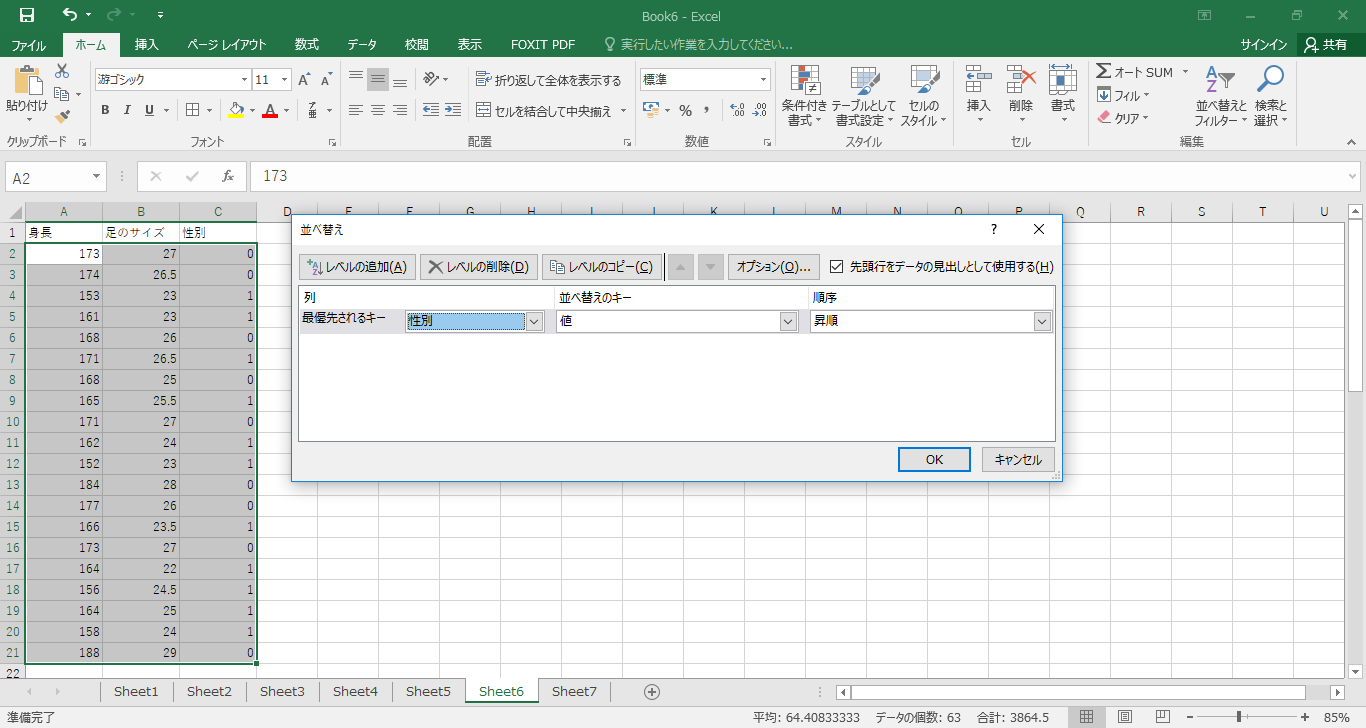 Book6 - Excel
ファイル ホーム 挿入 ページ レイアウト 数式 データ 校閲 表示 FOXIT PDF 実行したい作業を入力してください... サインイン 共有
貼り付け 游ゴシック 11 折り返して全体を表示する 標準 条件付き書式 テーブルとして書式設定 セルのスタイル 挿入 削除 書式 オート SUM 並べ替えとフィルター 検索と選択
B I U セルを結合して中央揃え % フィル クリア
クリップボード フォント 配置 数値 スタイル セル 編集
A2 fx 173
A B C D E F G H I J K L M N O P Q R S T U
1 身長 足のサイズ 性別
2 173 27 0
3 174 26.5 0
4 153 23 1
5 161 23 1
6 168 26 0
7 171 26.5 1
8 168 25 0
9 165 25.5 1
10 171 27 0
11 162 24 1
12 152 23 1
13 184 28 0
14 177 26 0
15 166 23.5 1
16 173 27 0
17 164 22 1
18 156 24.5 1
19 164 25 1
20 158 24 1
21 188 29 0
22
並べ替え ?
レベルの追加(A) レベルの削除(D) レベルのコピー(C) オプション(O)... 先頭行をデータの見出しとして使用する(H)
列 並べ替えのキー 順序
最優先されるキー 性別 値 昇順
OK キャンセル
Sheet1 Sheet2 Sheet3 Sheet4 Sheet5 Sheet6 Sheet7
準備完了 平均: 64.40833333 データの個数: 63 合計: 3864.5 85%